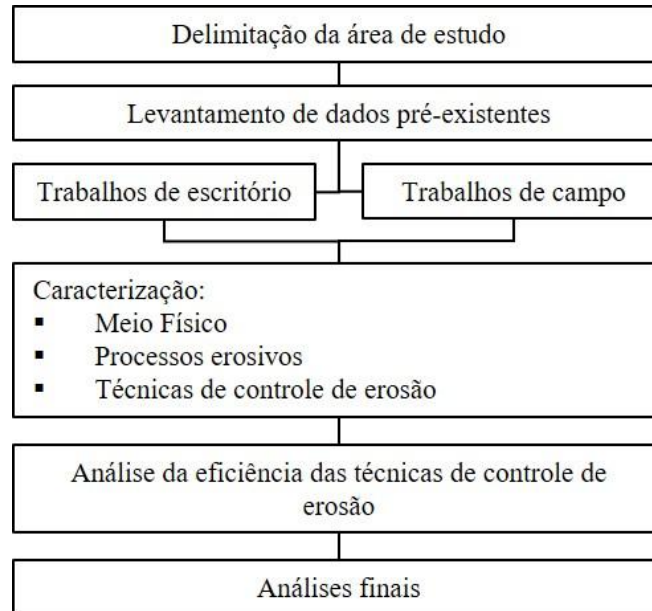 Delimitação da área de estudo
Levantamento de dados pré-existentes
Trabalhos de escritório
Trabalhos de campo
Caracterização:
▪ Meio Físico
▪ Processos erosivos
▪ Técnicas de controle de erosão
Análise da eficiência das técnicas de controle de
erosão
Análises finais